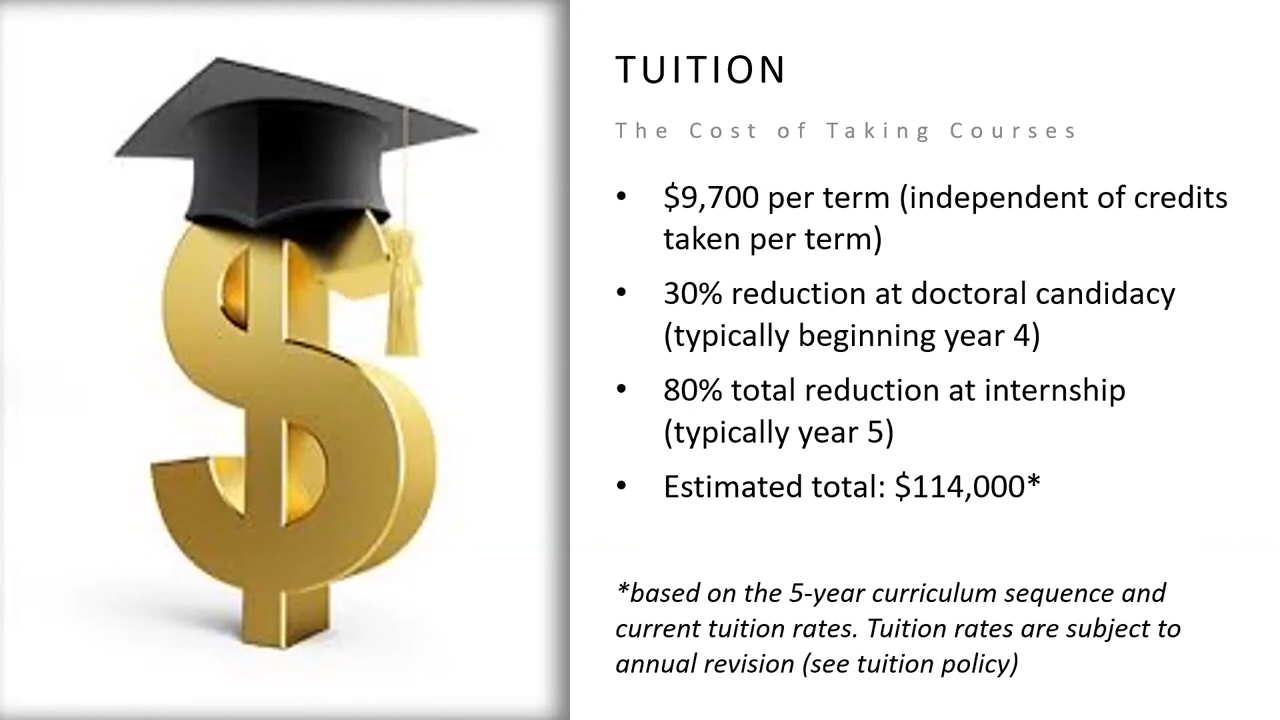 TUITION
The Cost of Taking Courses
• $9,700 per term (independent of credits
taken per term)
• 30% reduction at doctoral candidacy
(typically beginning year 4)
• 80% total reduction at internship
(typically year 5)
• Estimated total: $114,000*
*based on the 5-year curriculum sequence and
current tuition rates. Tuition rates are subject to
annual revision (see tuition policy)